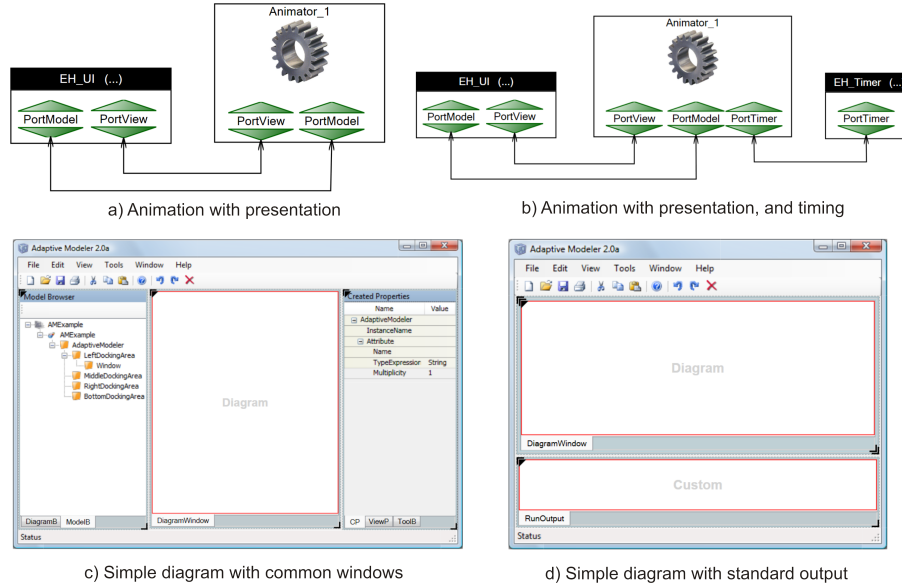 Animator_1
EH_UI (...)
PortModel PortView
PortView PortModel
a) Animation with presentation
Animator_1
EH_UI (...)
EH_Timer (...
PortModel PortView
PortView PortModel PortTimer
PortTimer
b) Animation with presentation, and timing
Adaptive Modeler 2.0a
File Edit View Tools Window Help
Model Browser
AMExample
AMExample
AdaptiveModeler
LeftDockingArea
Window
MiddleDockingArea
RightDockingArea
BottomDockingArea
DiagramB ModelB
Diagram
DiagramWindow
Created Properties
Name Value
AdaptiveModeler
InstanceName
Attribute
Name
TypeExpression String
Multiplicity 1
CP ViewP ToolB
Status
c) Simple diagram with common windows
Adaptive Modeler 2.0a
File Edit View Tools Window Help
Diagram
DiagramWindow
Custom
RunOutput
Status
d) Simple diagram with standard output